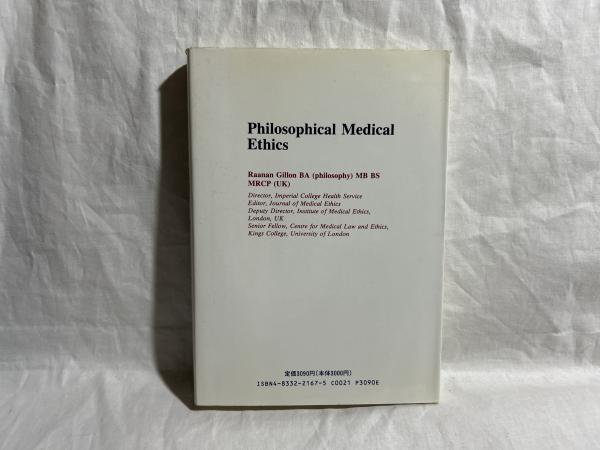 Philosophical Medical
Ethics
Raanan Gillon BA (philosophy) MB BS
MRCP (UK)
Director, Imperial College Health Service
Editor, Journal of Medical Ethics
Deputy Director, Institute of Medical Ethics,
London, UK
Senior Fellow, Centre for Medical Law and Ethics,
Kings College, University of London
定価3090円(本体3000円)
ISBN4-8332-2167-5 C0021 P3090E